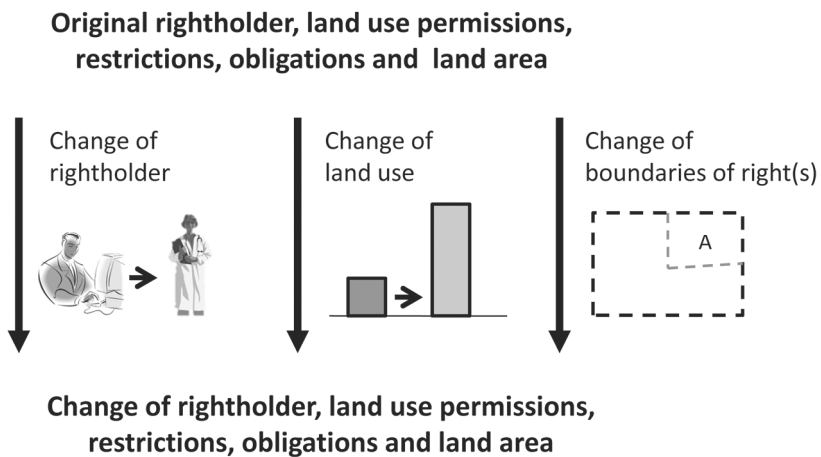 Original rightholder, land use permissions,
restrictions, obligations and land area
Change of
rightholder
Change of
land use
Change of
boundaries of right(s)
A
Change of rightholder, land use permissions,
restrictions, obligations and land area